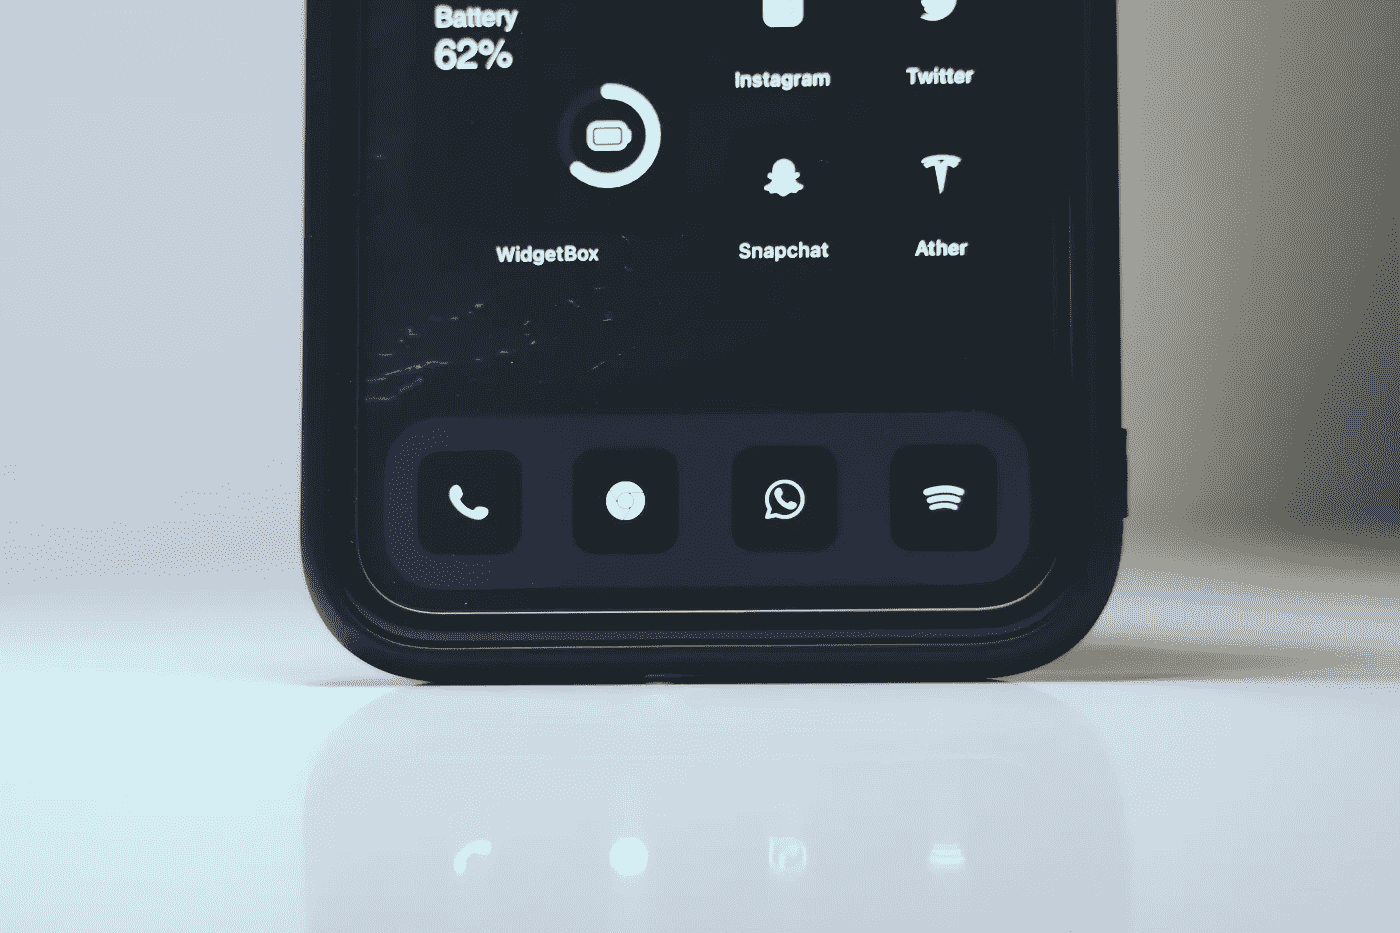 Battery
62%
WidgetBox
Instagram
Twitter
Snapchat
Ather